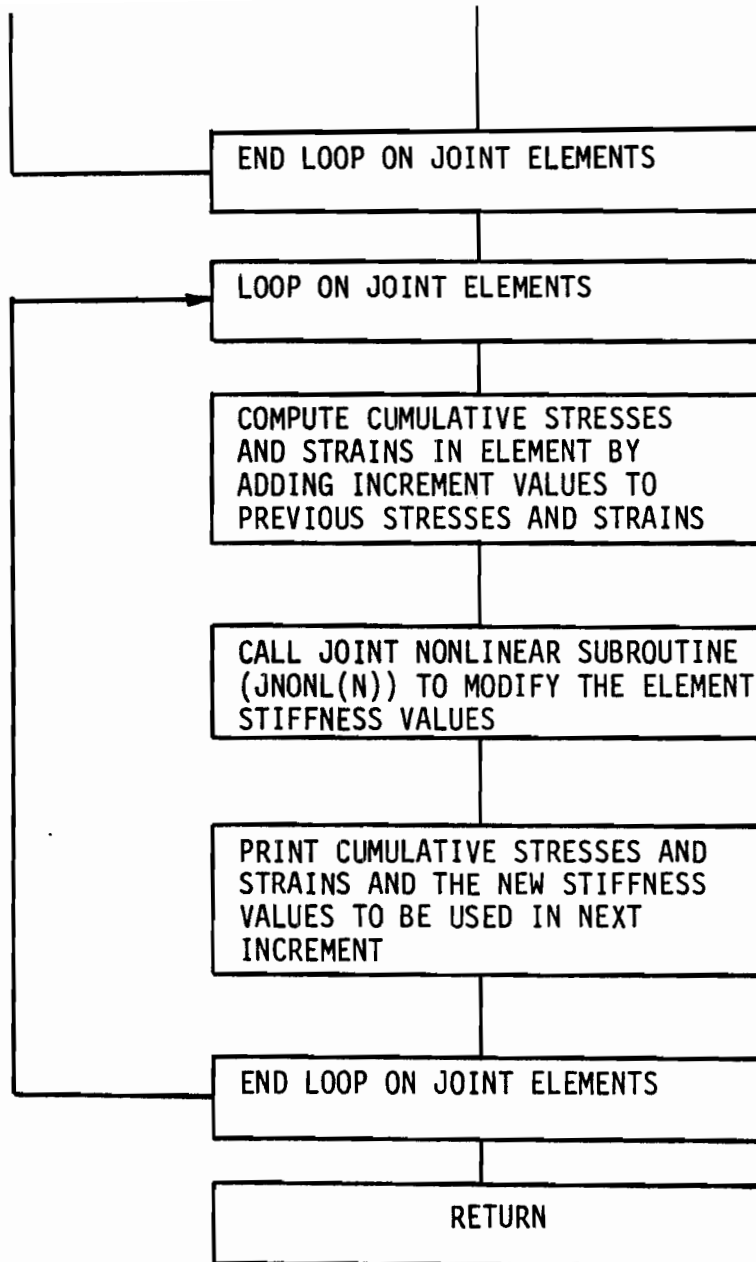 END LOOP ON JOINT ELEMENTS
LOOP ON JOINT ELEMENTS
COMPUTE CUMULATIVE STRESSES
AND STRAINS IN ELEMENT BY
ADDING INCREMENT VALUES TO
PREVIOUS STRESSES AND STRAINS
CALL JOINT NONLINEAR SUBROUTINE
(JNONL(N)) TO MODIFY THE ELEMENT
STIFFNESS VALUES
PRINT CUMULATIVE STRESSES AND
STRAINS AND THE NEW STIFFNESS
VALUES TO BE USED IN NEXT
INCREMENT
END LOOP ON JOINT ELEMENTS
RETURN